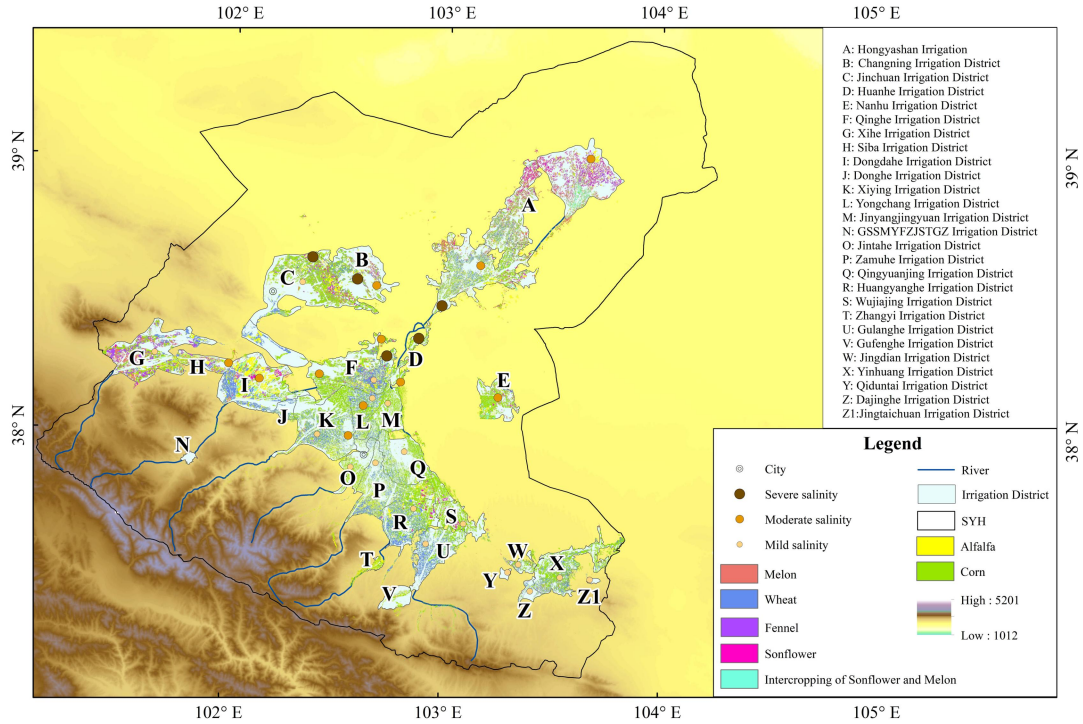 102° E 103° E 104° E 105° E
39° N
38° N
39° N
38° N
A: Hongyashan Irrigation
B: Changning Irrigation District
C: Jinchuan Irrigation District
D: Huanhe Irrigation District
E: Nanhu Irrigation District
F: Qinghe Irrigation District
G: Xihe Irrigation District
H: Siba Irrigation District
I: Dongdahe Irrigation District
J: Donghe Irrigation District
K: Xiying Irrigation District
L: Yongchang Irrigation District
M: Jinyangjingyuan Irrigation District
N: GSSMYFZJSTGZ Irrigation District
O: Jintahe Irrigation District
P: Zamuhe Irrigation District
Q: Qingyuanjing Irrigation District
R: Huangyanghe Irrigation District
S: Wujiajing Irrigation District
T: Zhangyi Irrigation District
U: Gulanghe Irrigation District
V: Gufenghe Irrigation District
W: Jingdian Irrigation District
X: Yinhuang Irrigation District
Y: Qiduntai Irrigation District
Z: Dajinghe Irrigation District
Z1:Jingtaichuan Irrigation District
A
B
C
D
E
F
G
H
I
J
K
L
M
N
O
P
Q
R
S
T
U
V
W
X
Y
Z
Z1
Legend
City
Severe salinity
Moderate salinity
Mild salinity
Melon
Wheat
Fennel
Sonflower
Intercropping of Sonflower and Melon
River
Irrigation District
SYH
Alfalfa
Corn
High : 5201
Low : 1012
102° E 103° E 104° E 105° E